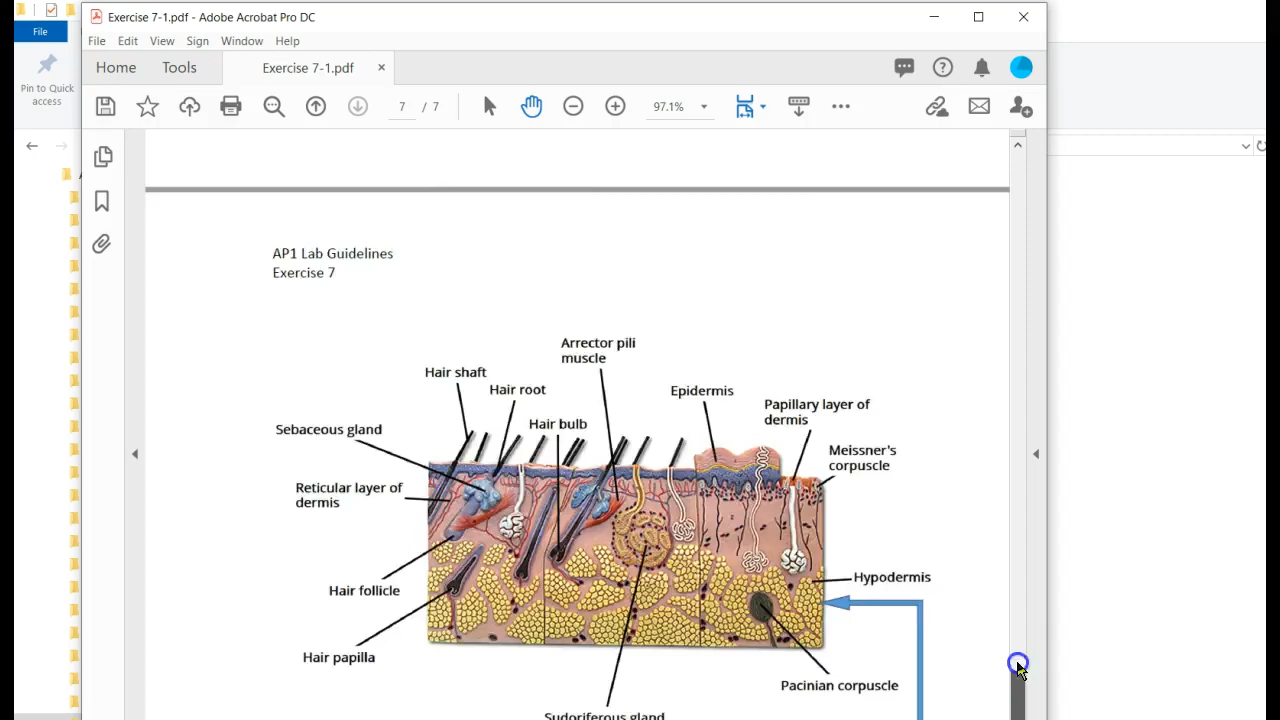 Exercise 7-1.pdf - Adobe Acrobat Pro DC
File
File Edit View Sign Window Help
Pin to Quick
access
Home Tools Exercise 7-1.pdf ×
7 / 7 97.1%
AP1 Lab Guidelines
Exercise 7
Arrector pili
muscle
Hair shaft
Hair root
Epidermis
Papillary layer of
dermis
Hair bulb
Sebaceous gland
Meissner's
corpuscle
Reticular layer of
dermis
Hypodermis
Hair follicle
Hair papilla
Pacinian corpuscle
Sudoriferous gland